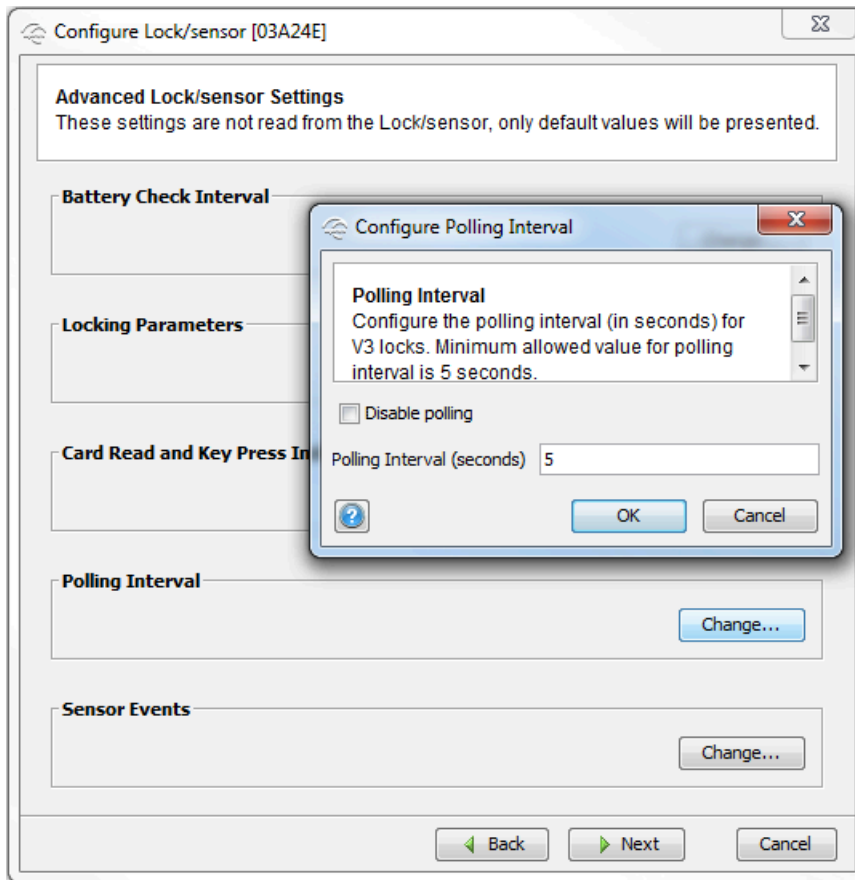 Configure Lock/sensor [03A24E]
Advanced Lock/sensor Settings
These settings are not read from the Lock/sensor, only default values will be presented.
Battery Check Interval
Configure Polling Interval
Polling Interval
Configure the polling interval (in seconds) for
V3 locks. Minimum allowed value for polling
interval is 5 seconds.
Locking Parameters
Disable polling
Card Read and Key Press In
Polling Interval (seconds) 5
OK Cancel
Polling Interval
Change...
Sensor Events
Change...
Back Next Cancel